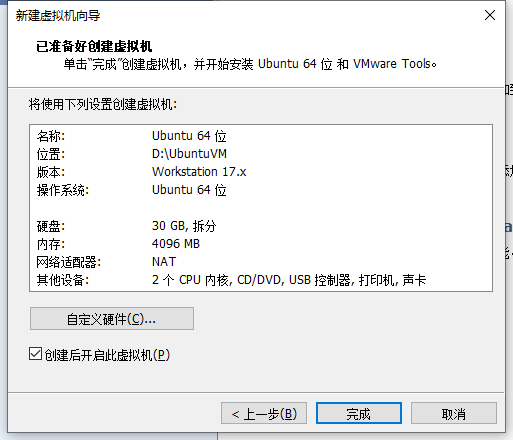 新建虚拟机向导
已准备好创建虚拟机
单击“完成”创建虚拟机，并开始安装 Ubuntu 64 位 和 VMware Tools。
将使用下列设置创建虚拟机:
名称: Ubuntu 64 位
位置: D:\UbuntuVM
版本: Workstation 17.x
操作系统: Ubuntu 64 位
硬盘: 30 GB, 拆分
内存: 4096 MB
网络适配器: NAT
其他设备: 2 个 CPU 内核, CD/DVD, USB 控制器, 打印机, 声卡
自定义硬件(C)...
创建后开启此虚拟机(P)
< 上一步(B) 完成 取消